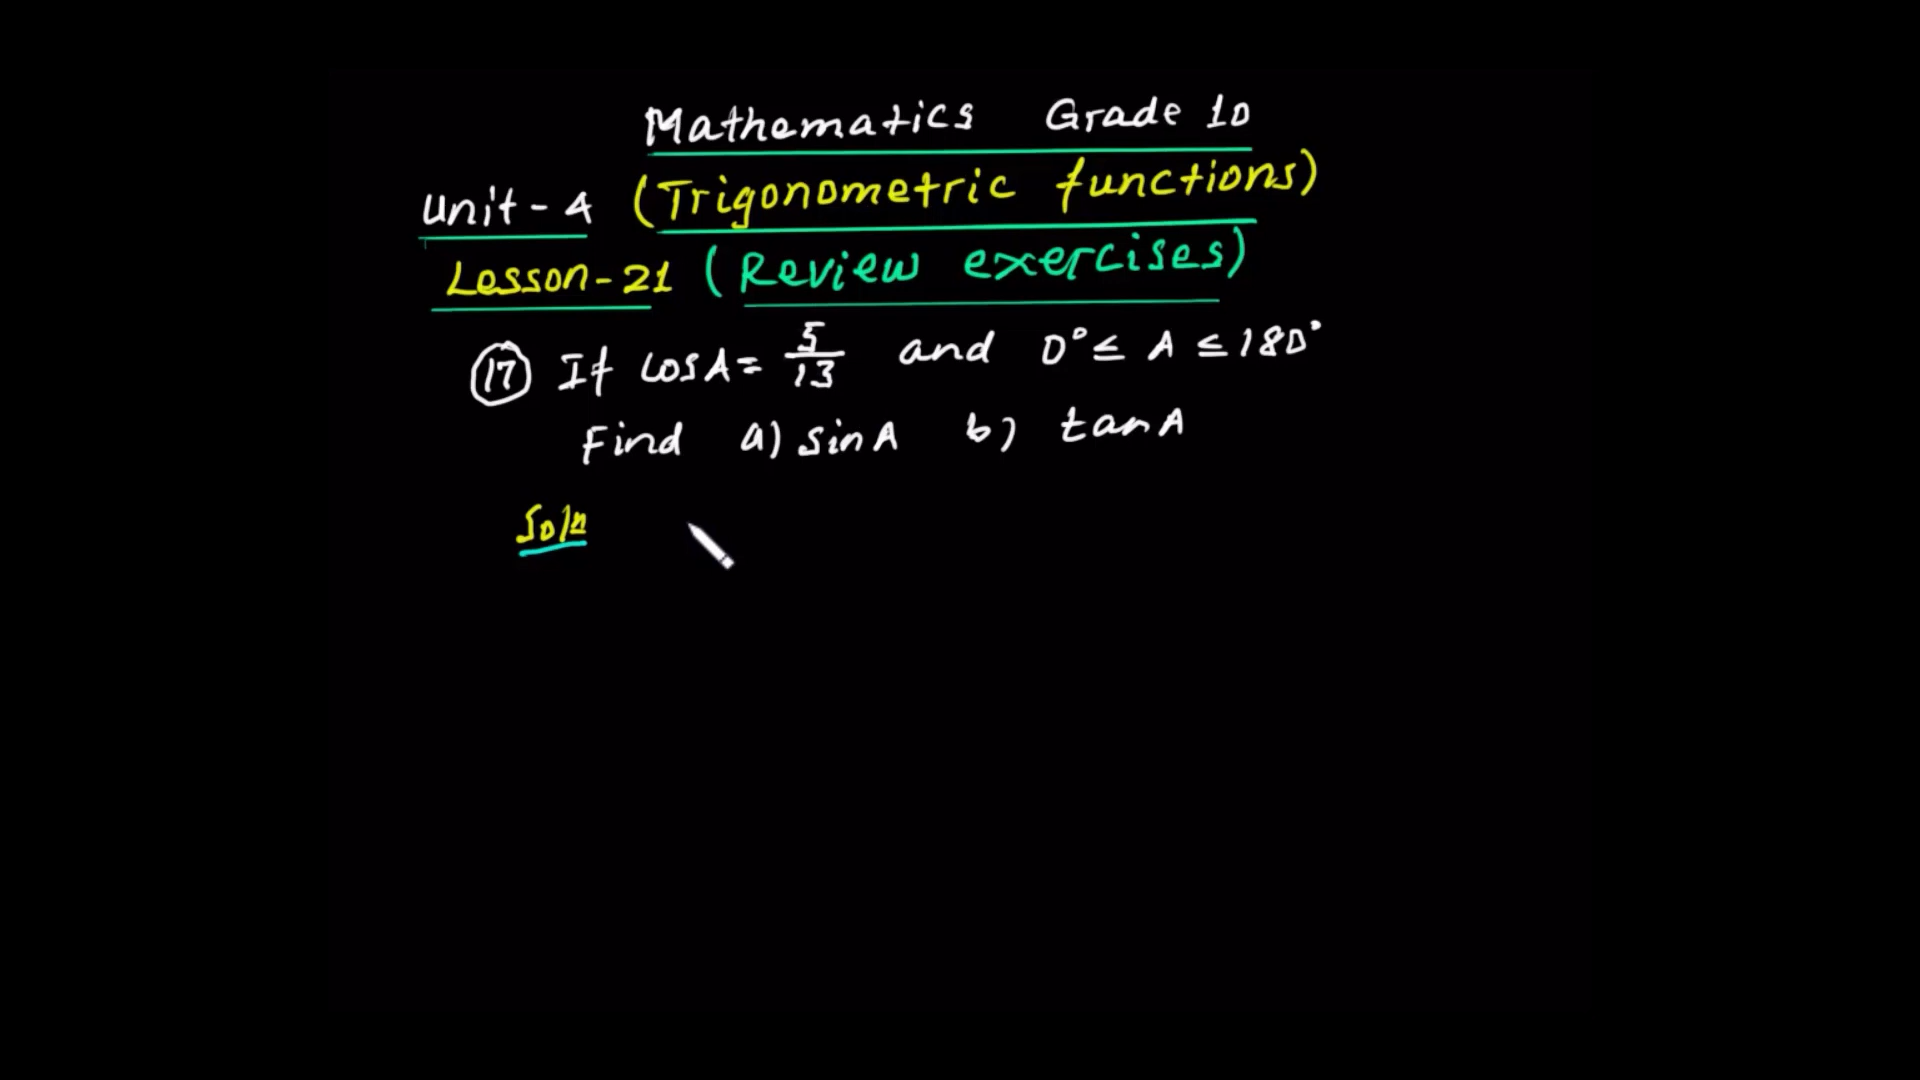 Mathematics Grade 10
Unit - 4 (Trigonometric functions)
Lesson - 21 (Review exercises)
17 If cosA = 5/13 and 0° ≤ A ≤ 180°
Find a) sinA b) tanA
Soln